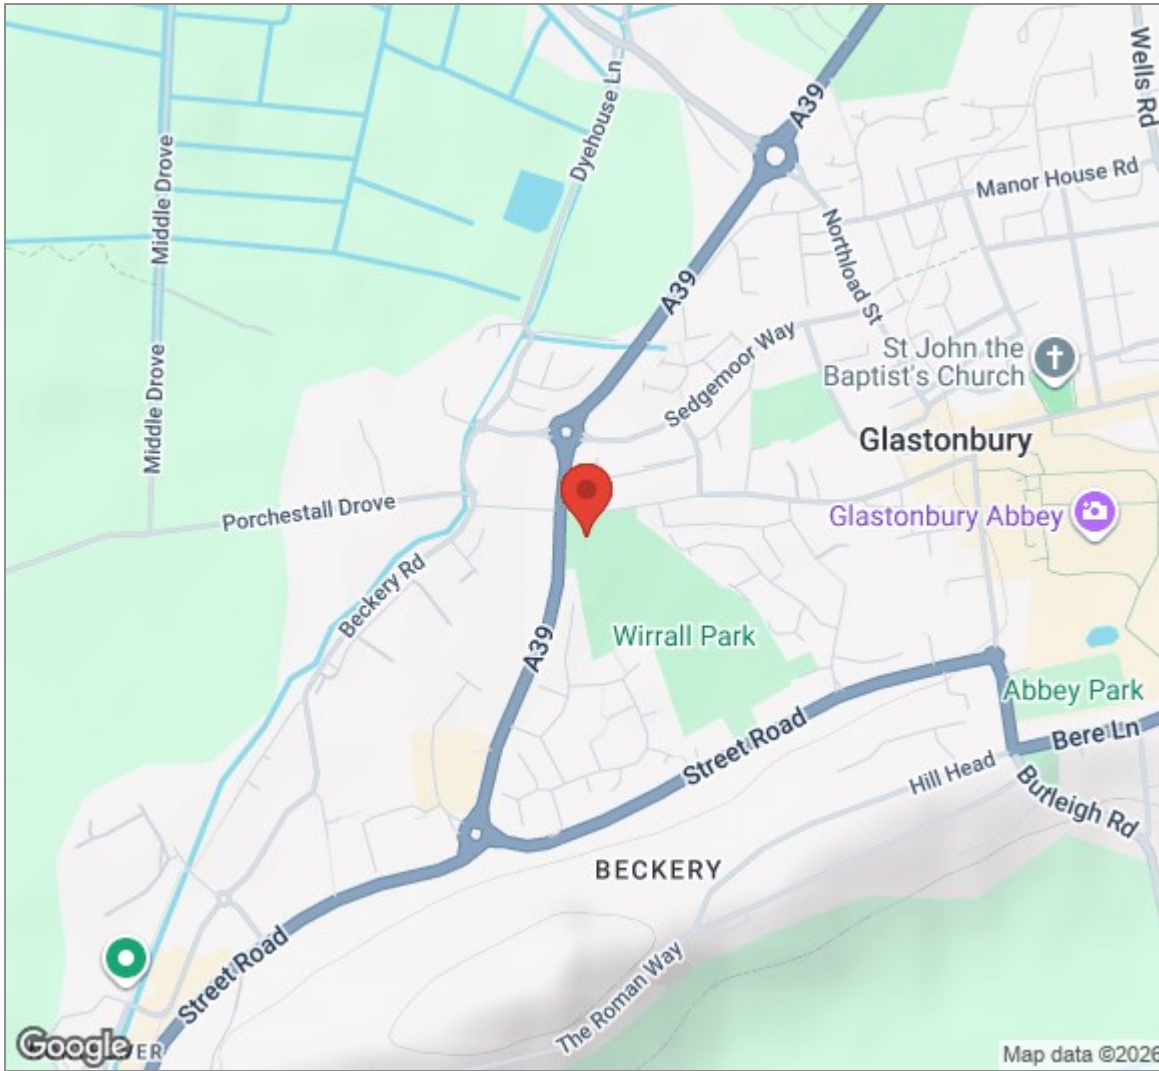 Wells Rd
A39
Dyehouse Ln
Middle Drove
Manor House Rd
Northload St
A39
Sedgemoor Way
St John the
Baptist's Church
Middle Drove
Glastonbury
Porchestall Drove
Glastonbury Abbey
Beckery Rd
Wirrall Park
A39
Abbey Park
Street Road
Bere Ln
Hill Head
Butleigh Rd
BECKERY
Street Road
The Roman Way
Google
Map data ©2026